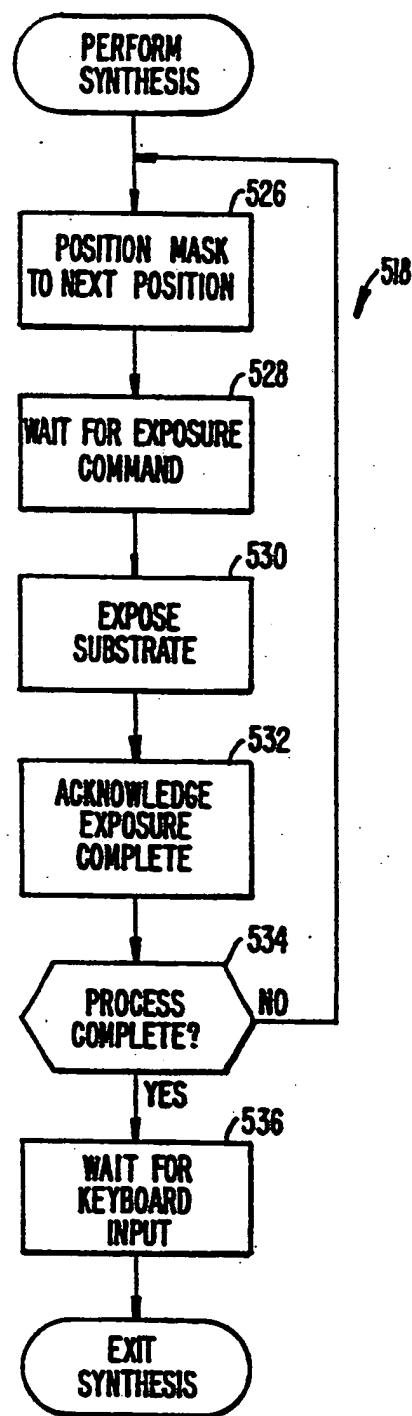 PERFORM
SYNTHESIS
526
POSITION MASK
TO NEXT POSITION
518
528
WAIT FOR EXPOSURE
COMMAND
530
EXPOSE
SUBSTRATE
532
ACKNOWLEDGE
EXPOSURE
COMPLETE
534
PROCESS
COMPLETE?
NO
YES
536
WAIT FOR
KEYBOARD
INPUT
EXIT
SYNTHESIS